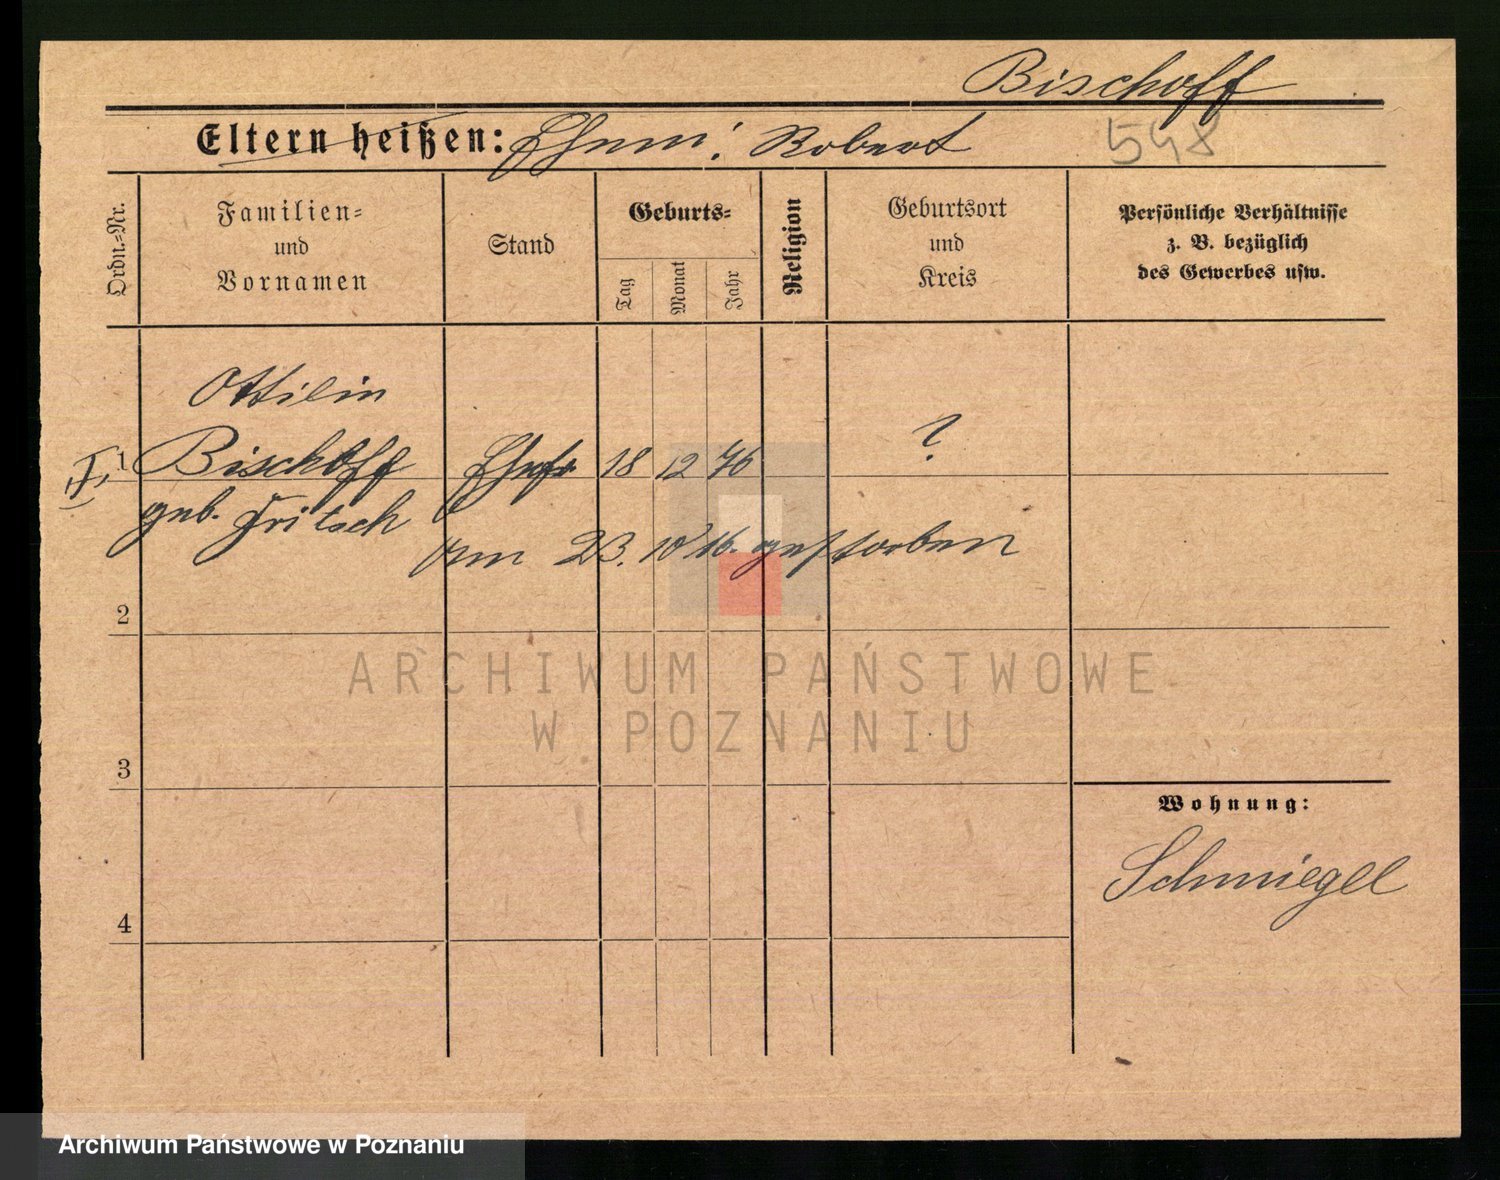 Bischoff
Eltern heißen: Ehem: Robert
548
Ordn.=Nr.
Familien=
und
Vornamen
Stand
Geburts=
Tag
Monat
Jahr
Religion
Geburtsort
und
Kreis
Persönliche Verhältnisse
z. B. bezüglich
des Gewerbes usw.
Ottilie
1 Bischoff Ehefr 18 12 46 ?
geb. Fritsch
am 23. 10 16. gestorben
2
ARCHIWUM PAŃSTWOWE
W POZNANIU
3
Wohnung:
Schmiegel
4
Archiwum Państwowe w Poznaniu